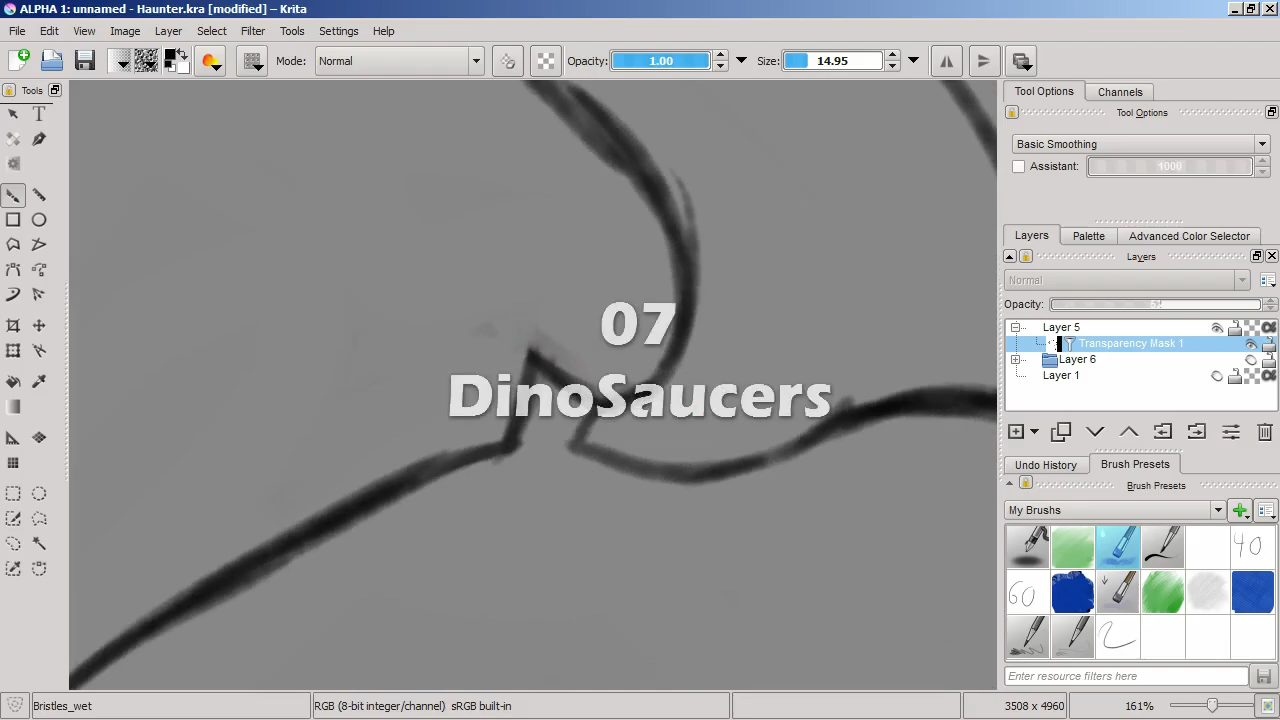 ALPHA 1: unnamed - Haunter.kra [modified] – Krita
File Edit View Image Layer Select Filter Tools Settings Help
Mode: Normal Opacity: 1.00 Size: 14.95
Tools
T
Tool Options Channels
Tool Options
Basic Smoothing
Assistant: 1000
Layers Palette Advanced Color Selector
Layers
Normal
Opacity:
Layer 5
Transparency Mask 1
Layer 6
Layer 1
07
DinoSaucers
Undo History Brush Presets
Brush Presets
My Brushs
40
60
Enter resource filters here
Bristles_wet RGB (8-bit integer/channel) sRGB built-in 3508 x 4960 161%